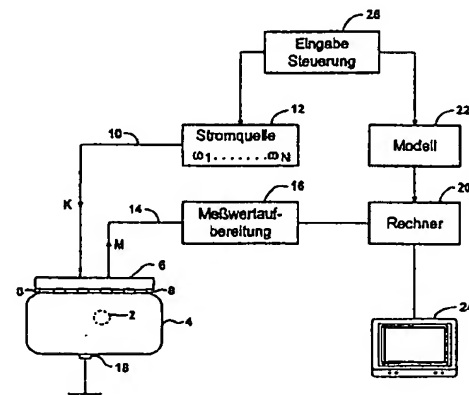 26
Eingabe
Steuerung
12
22
10
Stromquelle
ω1.......ωN
Modell
16
20
K
14
Meßwertauf-
bereitung
Rechner
M
6
8
8
24
2
4
18